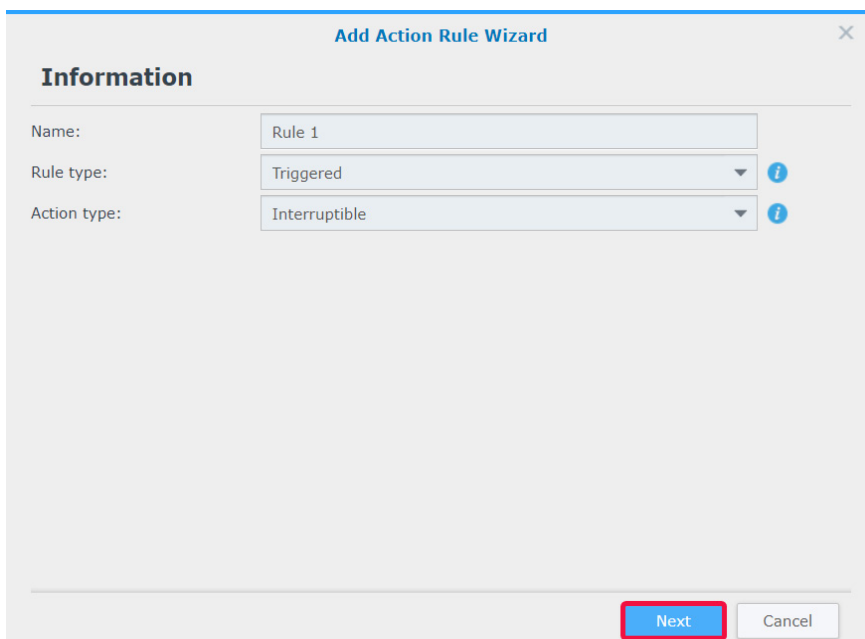 Add Action Rule Wizard
Information
Name: Rule 1
Rule type: Triggered
Action type: Interruptible
Next Cancel